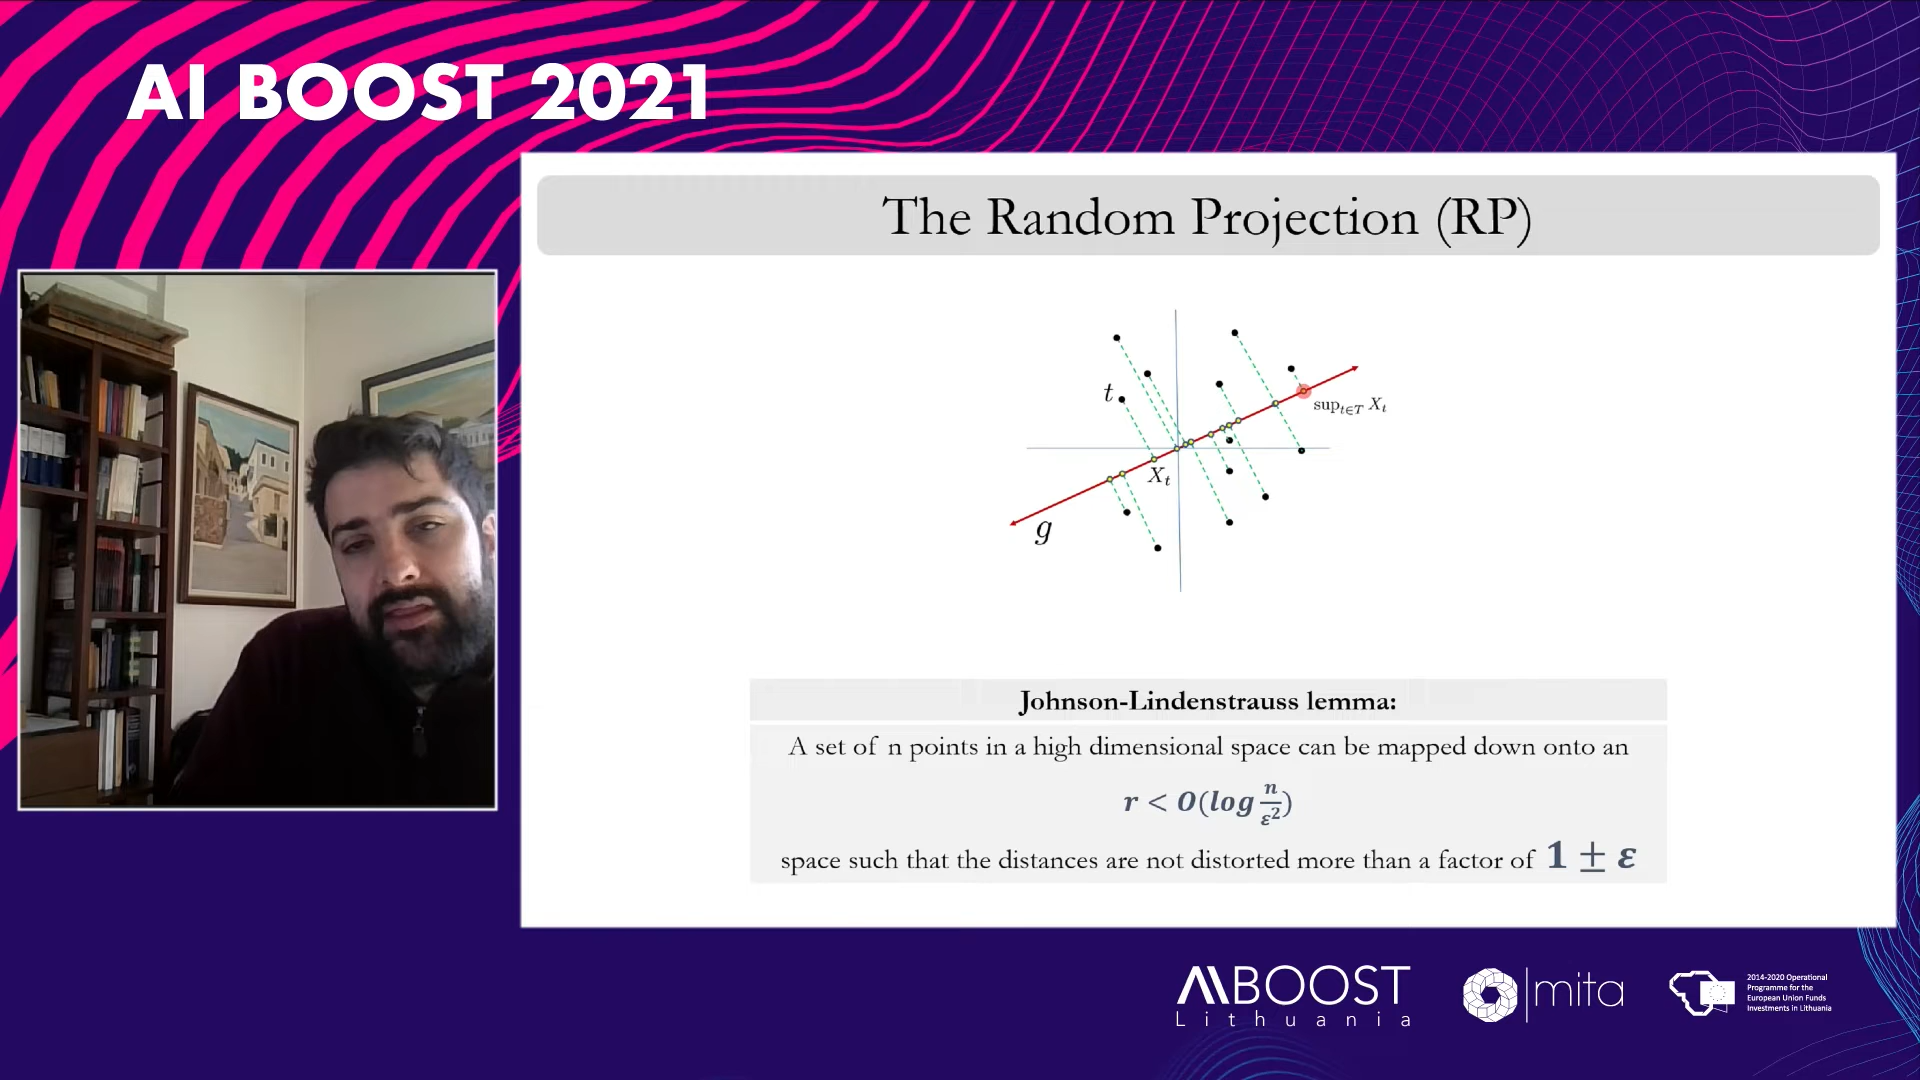 AI BOOST 2021
The Random Projection (RP)
t
sup_{t∈T} X_t
X_t
g
Johnson-Lindenstrauss lemma:
A set of n points in a high dimensional space can be mapped down onto an
r < O(log n/ε²)
space such that the distances are not distorted more than a factor of 1 ± ε
AIBOOST
Lithuania
mita
2014-2020 Operational
Programme for the
European Union Funds
Investments in Lithuania